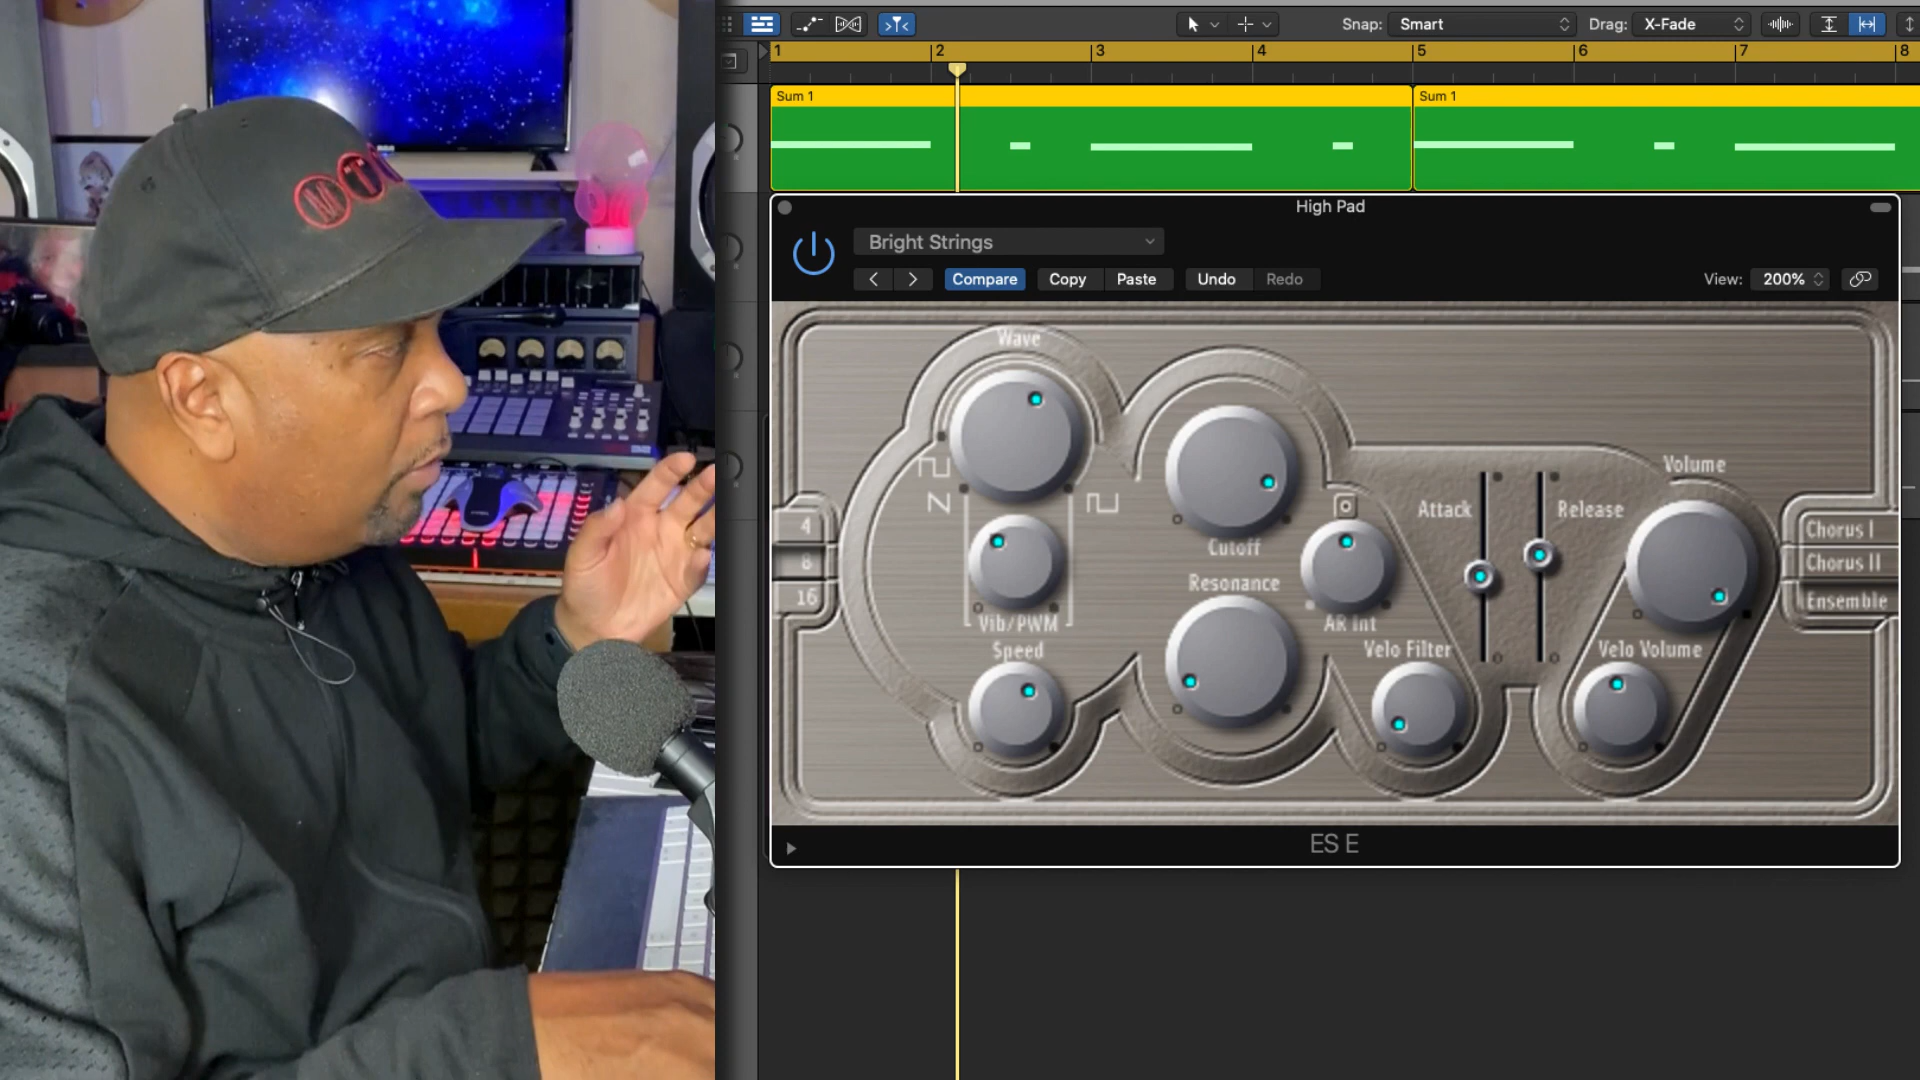 Snap: Smart Drag: X-Fade
1 2 3 4 5 6 7 8
Sum 1 Sum 1
High Pad
Bright Strings
Compare Copy Paste Undo Redo View: 200%
Wave
Volume
Attack Release
4
8
16
Cutoff
Resonance
Vib/PWM
AR Int
Speed
Velo Filter
Velo Volume
Chorus I
Chorus II
Ensemble
ES E